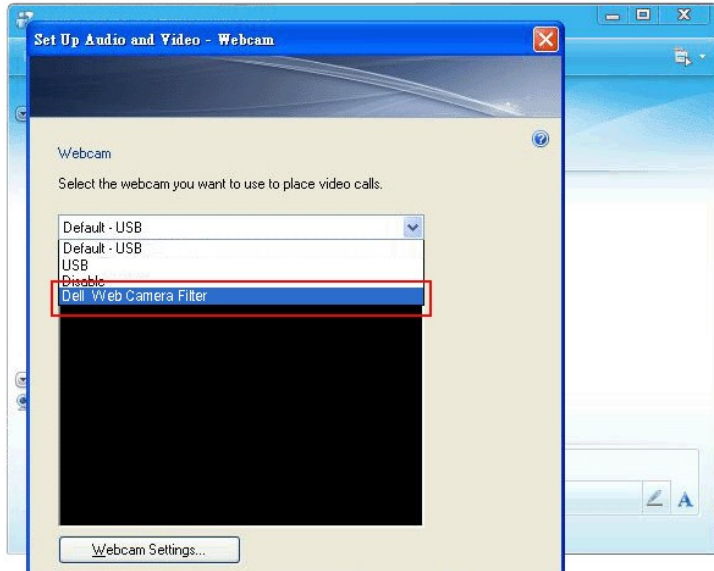 Set Up Audio and Video - Webcam
Webcam
Select the webcam you want to use to place video calls.
Default - USB
Default - USB
USB
Disable
Dell Web Camera Filter
Webcam Settings...
A